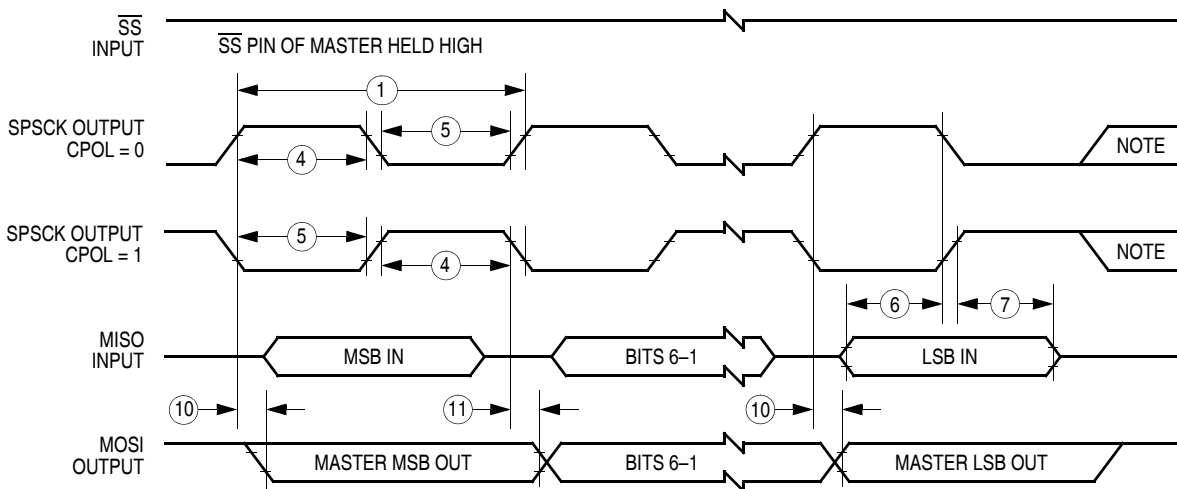 SS
INPUT
SS PIN OF MASTER HELD HIGH
1
SPSCK OUTPUT
CPOL = 0
5
4
NOTE
SPSCK OUTPUT
CPOL = 1
5
4
NOTE
6
7
MISO
INPUT
MSB IN
BITS 6–1
LSB IN
10
11
10
MOSI
OUTPUT
MASTER MSB OUT
BITS 6–1
MASTER LSB OUT